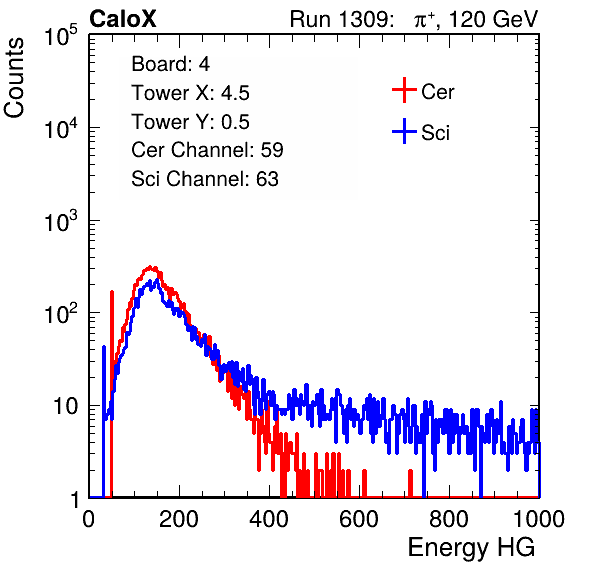 CaloX Run 1309: π⁺, 120 GeV
Counts
Board: 4
Tower X: 4.5
Tower Y: 0.5
Cer Channel: 59
Sci Channel: 63
Cer
Sci
10⁵
10⁴
10³
10²
10
1
0 200 400 600 800 1000
Energy HG